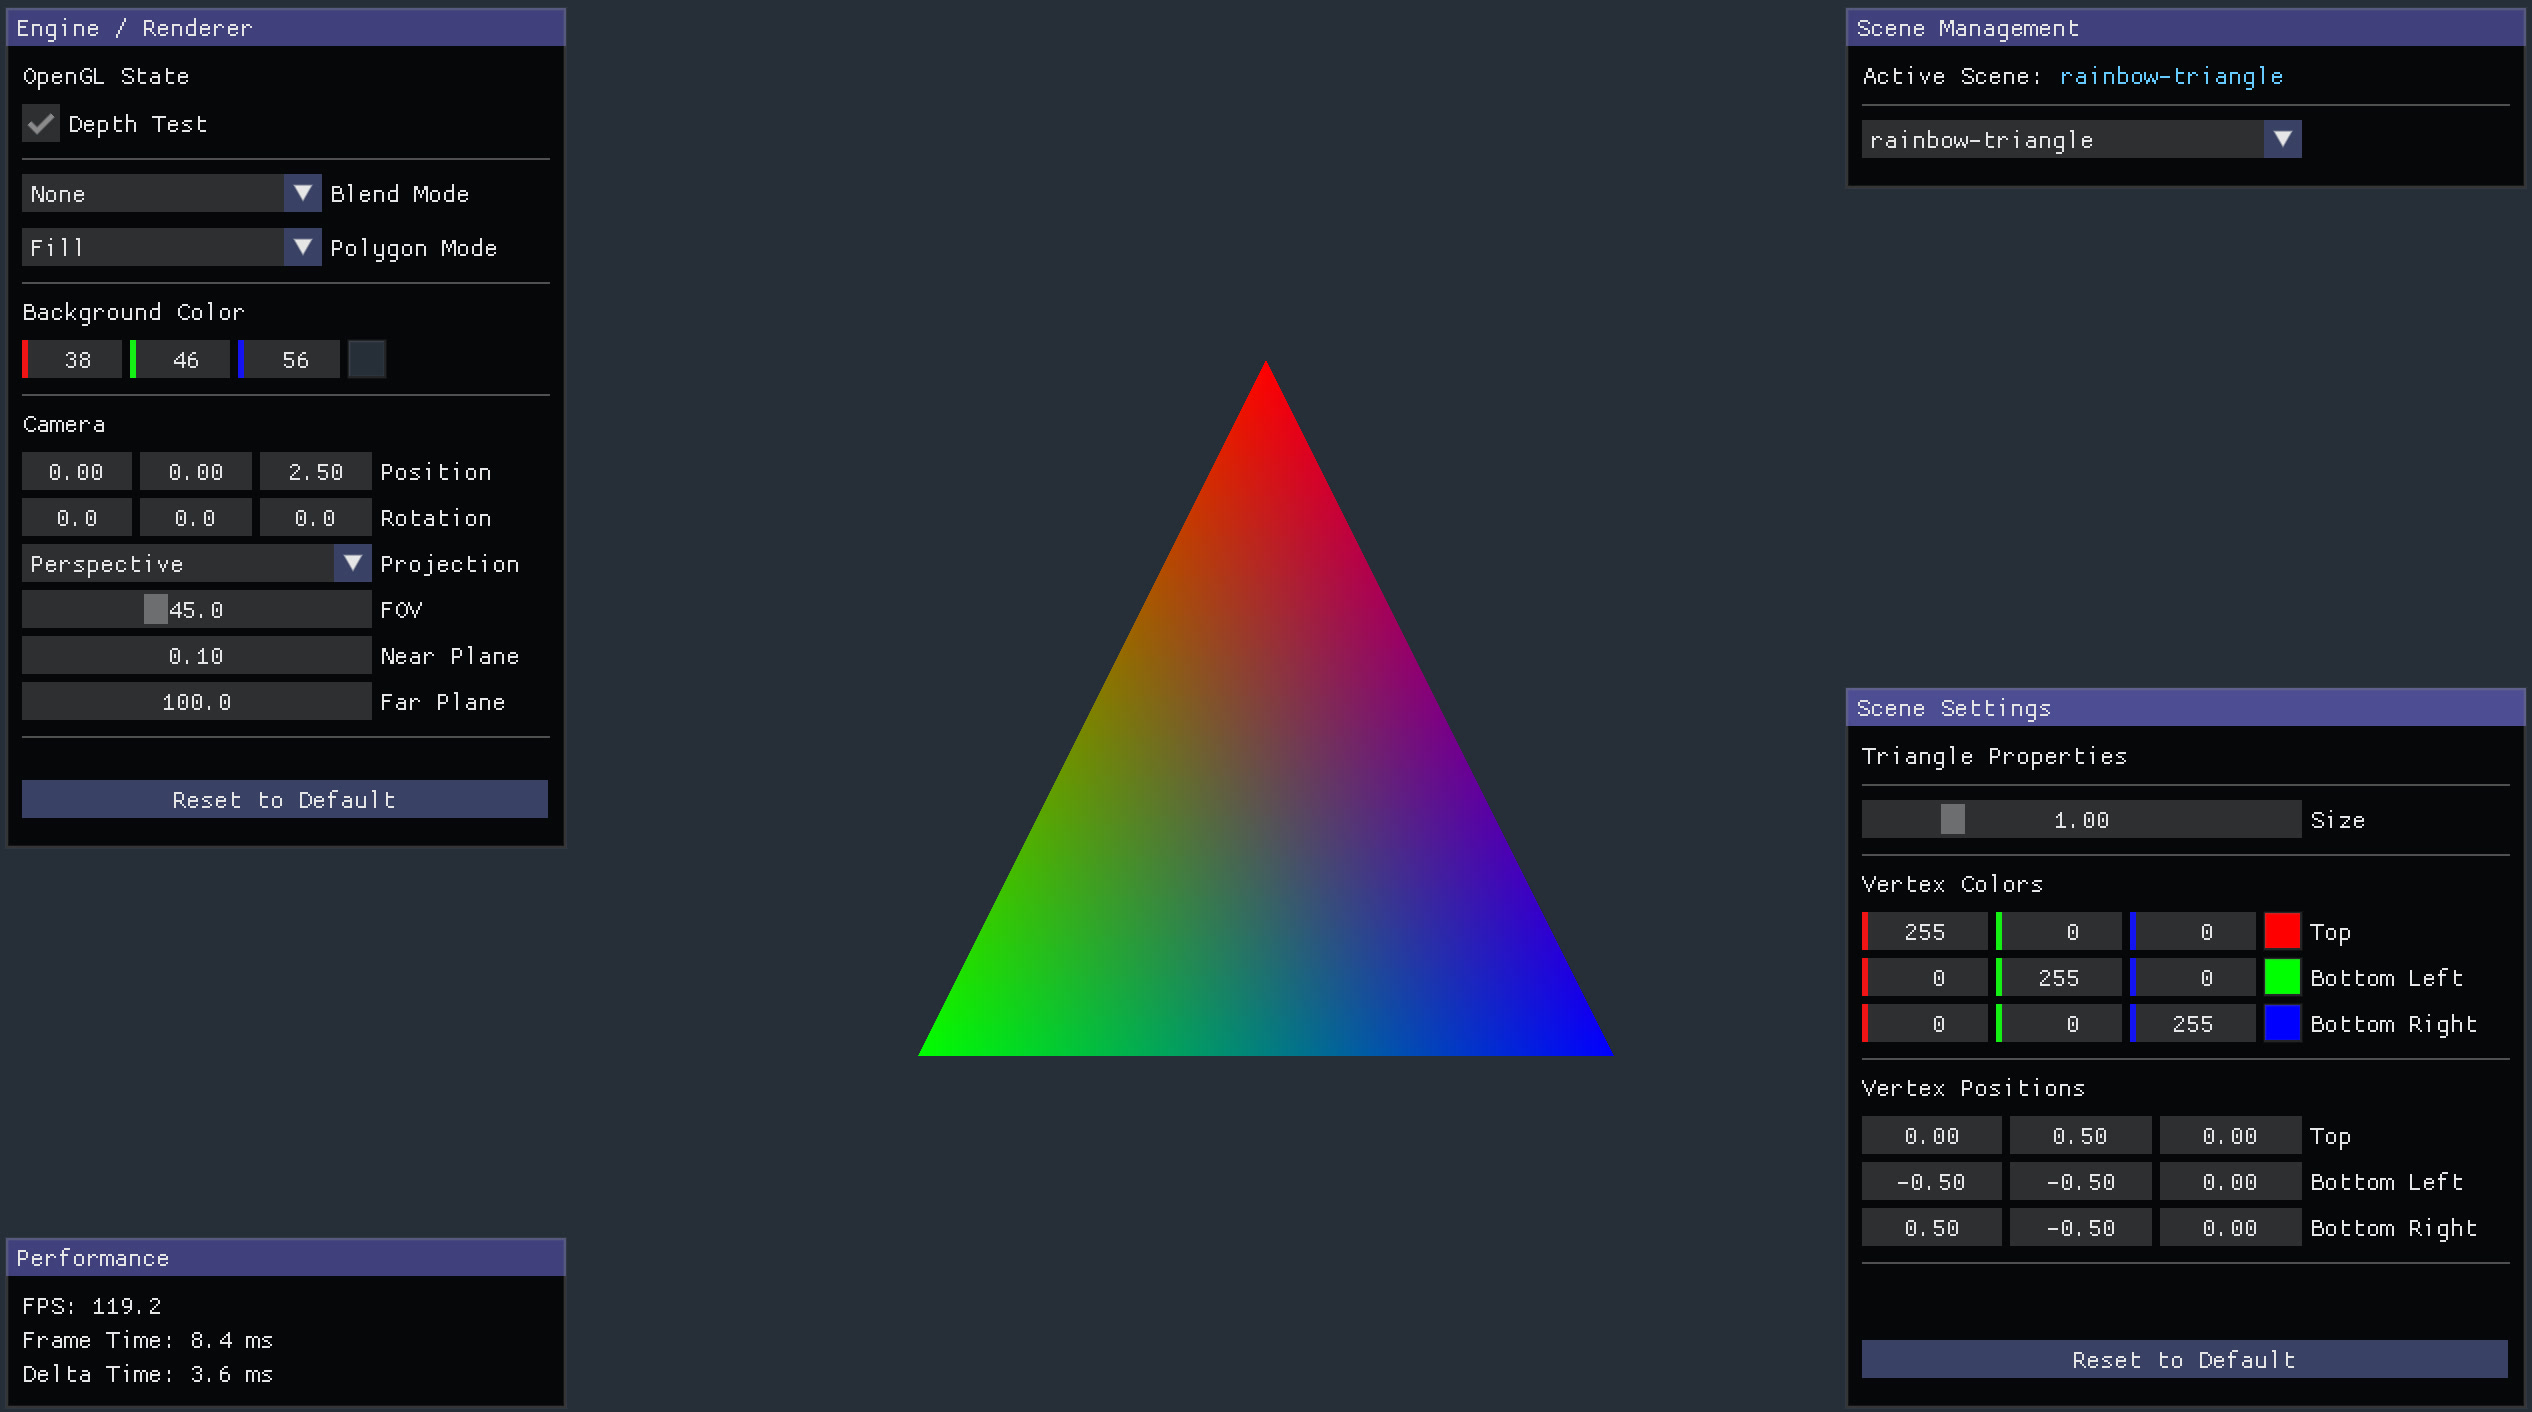 Engine / Renderer
OpenGL State
Depth Test
None Blend Mode
Fill Polygon Mode
Background Color
38 46 56
Camera
0.00 0.00 2.50 Position
0.0 0.0 0.0 Rotation
Perspective Projection
45.0 FOV
0.10 Near Plane
100.0 Far Plane
Reset to Default
Performance
FPS: 119.2
Frame Time: 8.4 ms
Delta Time: 3.6 ms
Scene Management
Active Scene: rainbow-triangle
rainbow-triangle
Scene Settings
Triangle Properties
1.00 Size
Vertex Colors
255 0 0 Top
0 255 0 Bottom Left
0 0 255 Bottom Right
Vertex Positions
0.00 0.50 0.00 Top
-0.50 -0.50 0.00 Bottom Left
0.50 -0.50 0.00 Bottom Right
Reset to Default